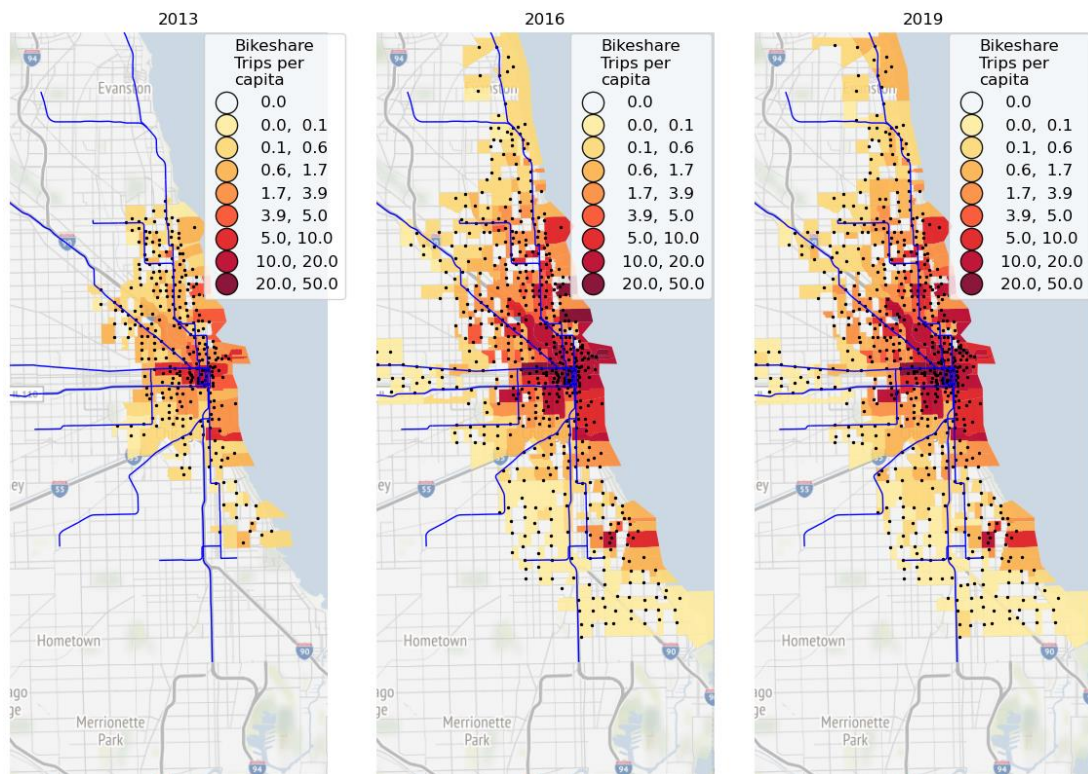 2013
94
Evanston
Bikeshare
Trips per
capita
0.0
0.0, 0.1
0.1, 0.6
0.6, 1.7
1.7, 3.9
3.9, 5.0
5.0, 10.0
10.0, 20.0
20.0, 50.0
55
Hometown
90
Merrionette
Park
94
2016
94
Bikeshare
Trips per
capita
0.0
0.0, 0.1
0.1, 0.6
0.6, 1.7
1.7, 3.9
3.9, 5.0
5.0, 10.0
10.0, 20.0
20.0, 50.0
55
Hometown
90
ago
ge
Merrionette
Park
94
2019
94
Bikeshare
Trips per
capita
0.0
0.0, 0.1
0.1, 0.6
0.6, 1.7
1.7, 3.9
3.9, 5.0
5.0, 10.0
10.0, 20.0
20.0, 50.0
ey
55
Hometown
90
ago
ge
Merrionette
Park
94